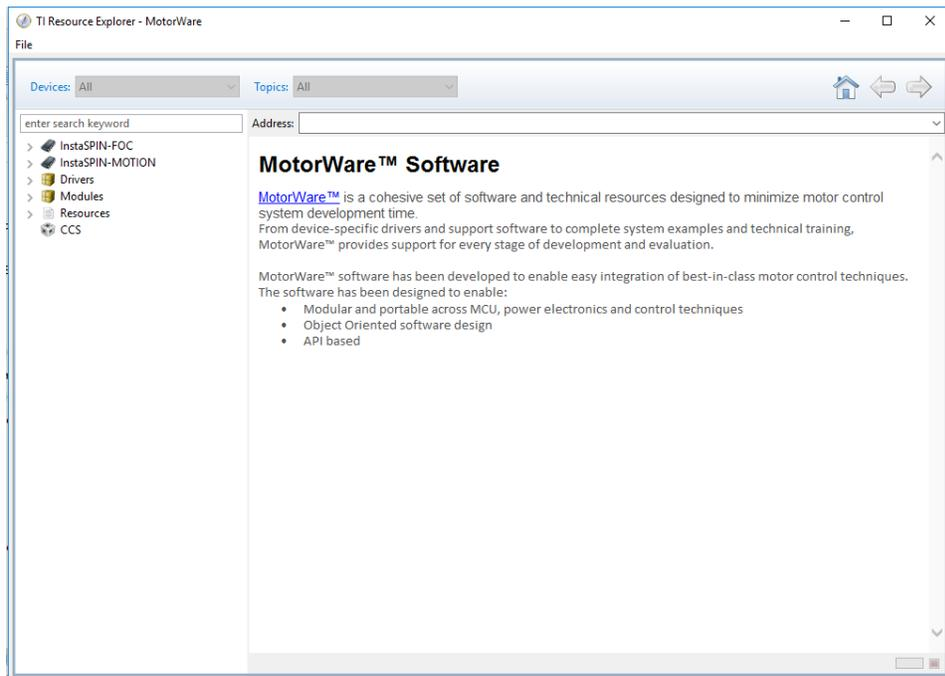 TI Resource Explorer - MotorWare
File
Devices: All Topics: All
enter search keyword
Address:
InstaSPIN-FOC
InstaSPIN-MOTION
Drivers
Modules
Resources
CCS
MotorWare™ Software
MotorWare™ is a cohesive set of software and technical resources designed to minimize motor control
system development time.
From device-specific drivers and support software to complete system examples and technical training,
MotorWare™ provides support for every stage of development and evaluation.
MotorWare™ software has been developed to enable easy integration of best-in-class motor control techniques.
The software has been designed to enable:
• Modular and portable across MCU, power electronics and control techniques
• Object Oriented software design
• API based